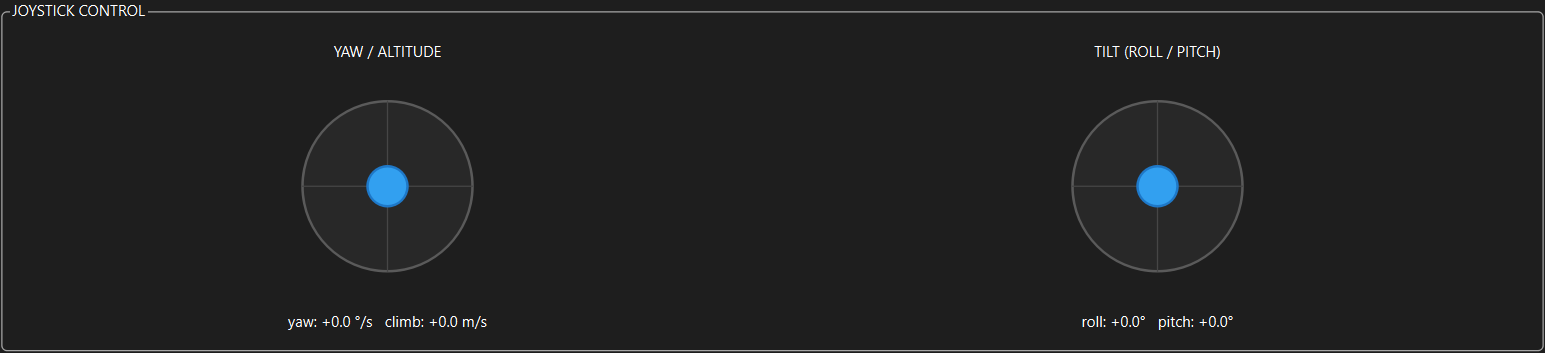 JOYSTICK CONTROL
YAW / ALTITUDE
TILT (ROLL / PITCH)
yaw: +0.0 °/s climb: +0.0 m/s
roll: +0.0° pitch: +0.0°